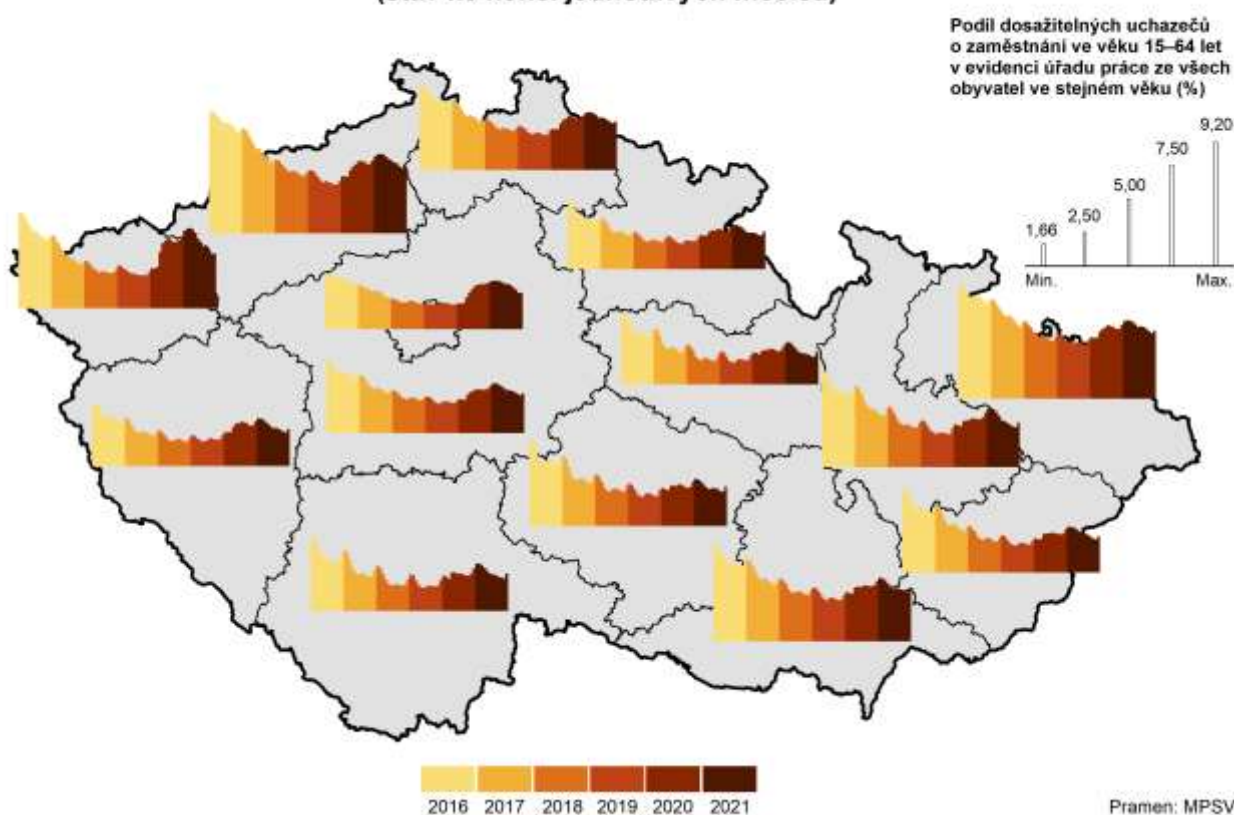 Podíl dosažitelných uchazečů
o zaměstnání ve věku 15–64 let
v evidenci úřadu práce ze všech
obyvatel ve stejném věku (%)
9,20
7,50
5,00
2,50
1,66
Min.
Max.
2016 2017 2018 2019 2020 2021
Pramen: MPSV